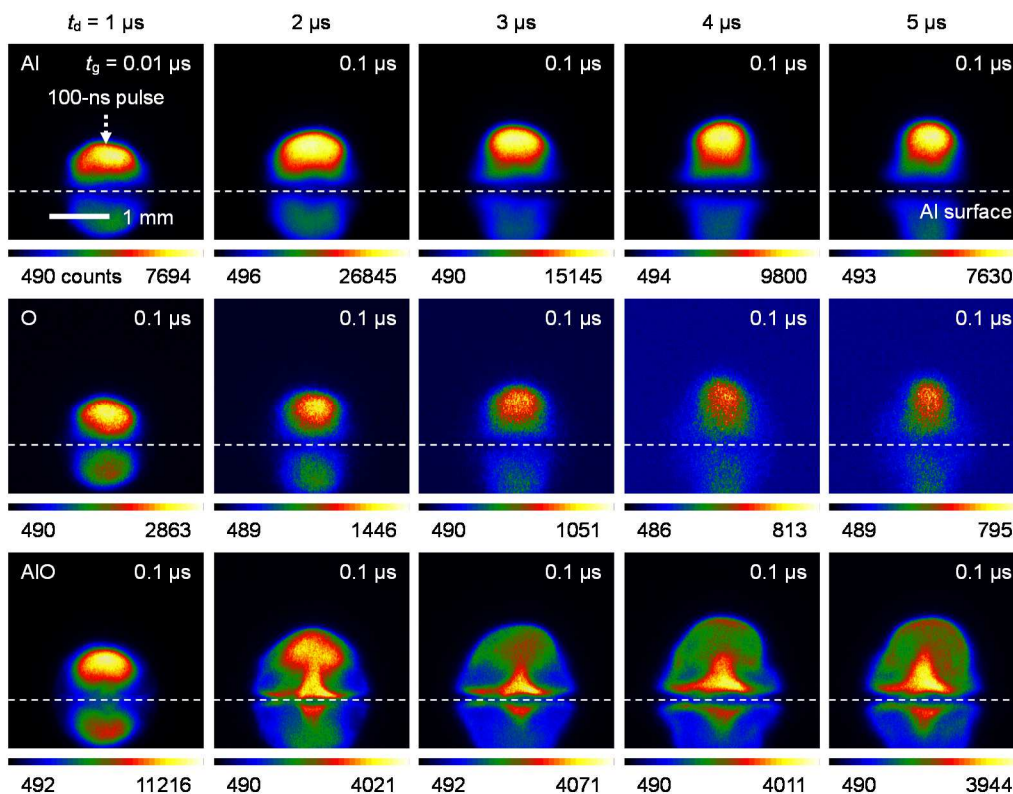 t_d = 1 µs 2 µs 3 µs 4 µs 5 µs
Al t_g = 0.01 µs 0.1 µs 0.1 µs 0.1 µs 0.1 µs
100-ns pulse
1 mm Al surface
490 counts 7694 496 26845 490 15145 494 9800 493 7630
O 0.1 µs 0.1 µs 0.1 µs 0.1 µs 0.1 µs
490 2863 489 1446 490 1051 486 813 489 795
AlO 0.1 µs 0.1 µs 0.1 µs 0.1 µs 0.1 µs
492 11216 490 4021 492 4071 490 4011 490 3944